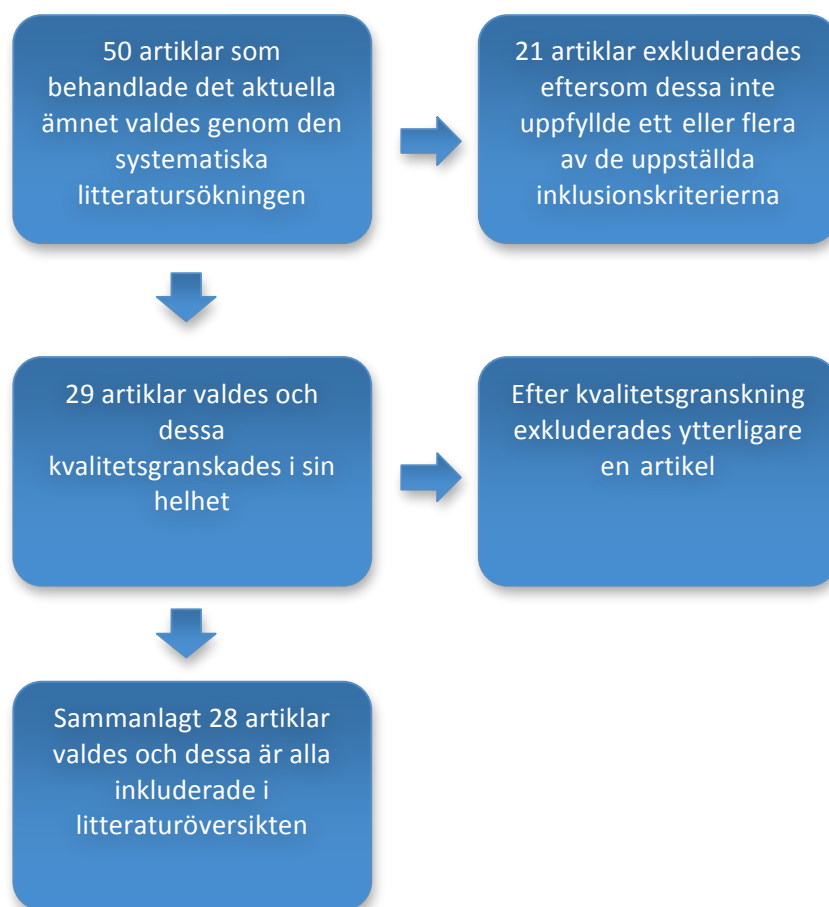 50 artiklar som
behandlade det aktuella
ämnet valdes genom den
systematiska
litteratursökningen
21 artiklar exkluderades
eftersom dessa inte
uppfyllde ett eller flera
av de uppställda
inklusionskriterierna
29 artiklar valdes och
dessa
kvalitetsgranskades i sin
helhet
Efter kvalitetsgranskning
exkluderades ytterligare
en artikel
Sammanlagt 28 artiklar
valdes och dessa är alla
inkluderade i
litteraturöversikten